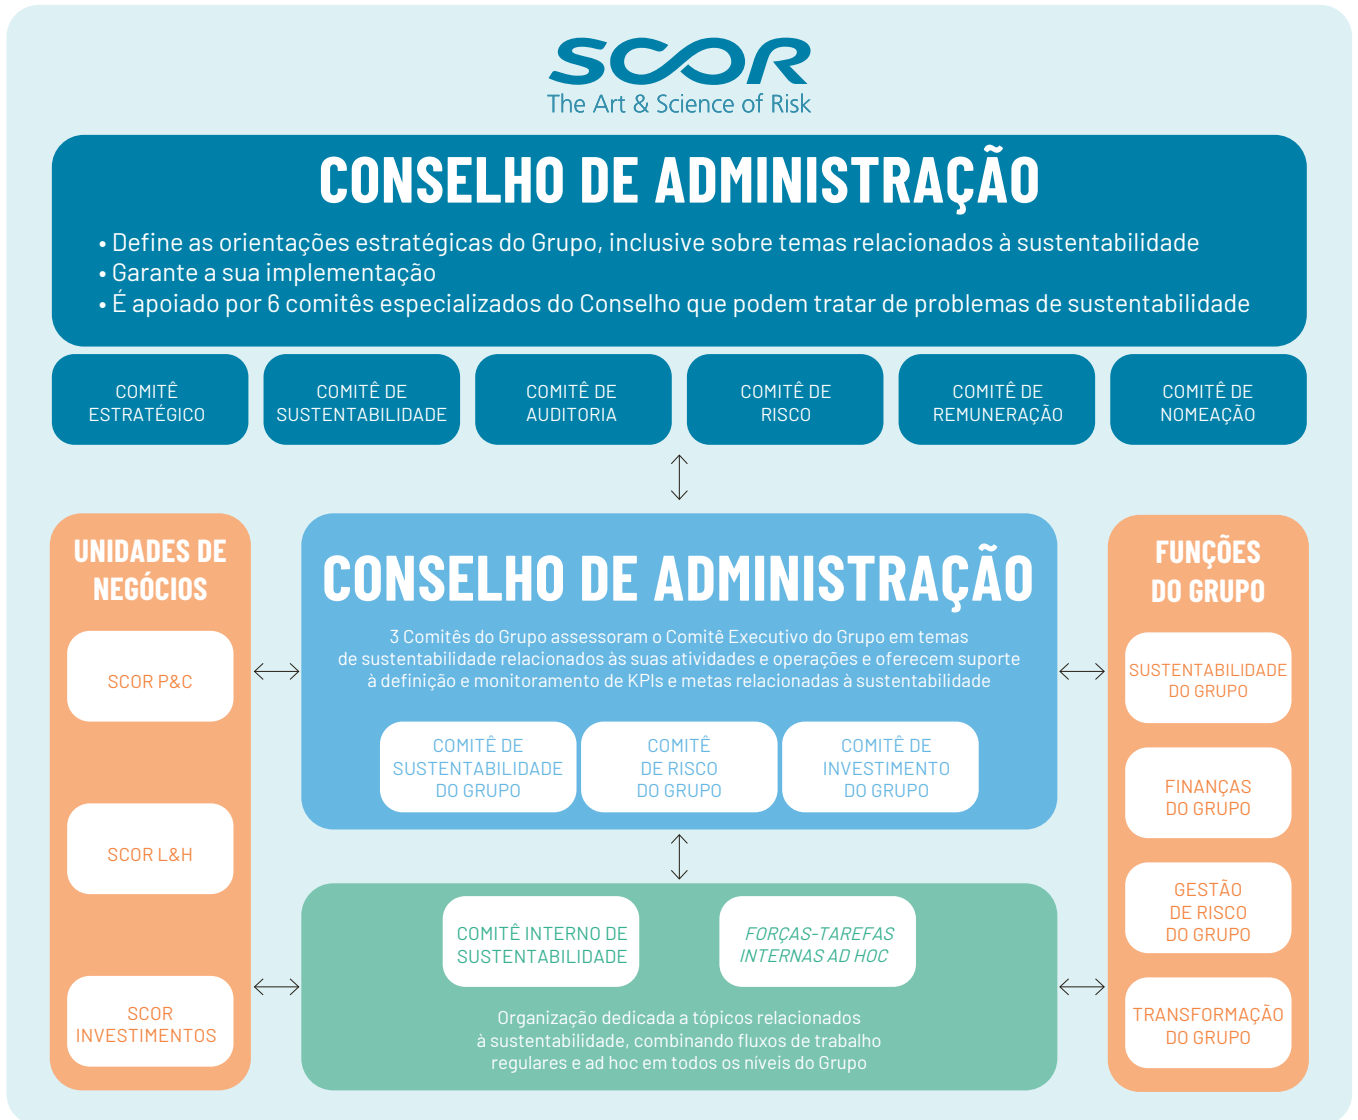 SCOR
The Art & Science of Risk
CONSELHO DE ADMINISTRAÇÃO
• Define as orientações estratégicas do Grupo, inclusive sobre temas relacionados à sustentabilidade
• Garante a sua implementação
• É apoiado por 6 comitês especializados do Conselho que podem tratar de problemas de sustentabilidade
COMITÊ
ESTRATÉGICO
COMITÊ DE
SUSTENTABILIDADE
COMITÊ DE
AUDITORIA
COMITÊ DE
RISCO
COMITÊ DE
REMUNERAÇÃO
COMITÊ DE
NOMEAÇÃO
UNIDADES DE
NEGÓCIOS
SCOR P&C
SCOR L&H
SCOR
INVESTIMENTOS
CONSELHO DE ADMINISTRAÇÃO
3 Comitês do Grupo assessoram o Comitê Executivo do Grupo em temas
de sustentabilidade relacionados às suas atividades e operações e oferecem suporte
à definição e monitoramento de KPIs e metas relacionadas à sustentabilidade
COMITÊ DE
SUSTENTABILIDADE
DO GRUPO
COMITÊ
DE RISCO
DO GRUPO
COMITÊ DE
INVESTIMENTO
DO GRUPO
COMITÊ INTERNO DE
SUSTENTABILIDADE
FORÇAS-TAREFAS
INTERNAS AD HOC
Organização dedicada a tópicos relacionados
à sustentabilidade, combinando fluxos de trabalho
regulares e ad hoc em todos os níveis do Grupo
FUNÇÕES
DO GRUPO
SUSTENTABILIDADE
DO GRUPO
FINANÇAS
DO GRUPO
GESTÃO
DE RISCO
DO GRUPO
TRANSFORMAÇÃO
DO GRUPO